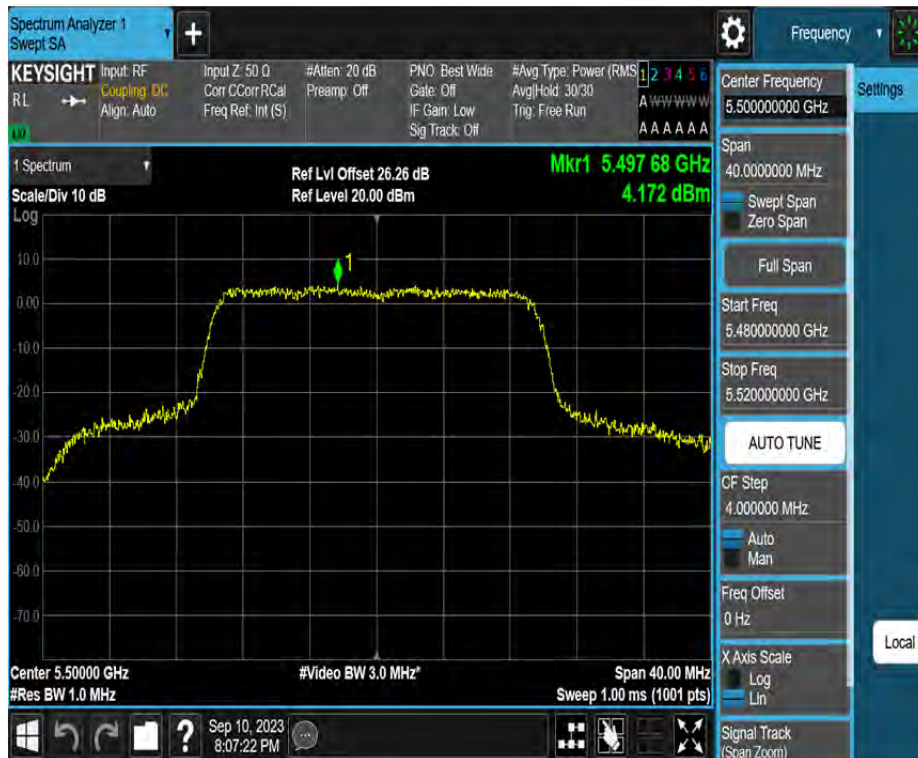 Spectrum Analyzer 1
Swept SA
+
Frequency
KEYSIGHT
RL
LXI
Input: RF
Coupling: DC
Align: Auto
Input Z: 50 Ω
Corr CCorr RCal
Freq Ref: Int (S)
#Atten: 20 dB
Preamp: Off
PNO: Best Wide
Gate: Off
IF Gain: Low
Sig Track: Off
#Avg Type: Power (RMS
Avg|Hold: 30/30
Trig: Free Run
1 2 3 4 5 6
A W W W W W
A A A A A A
1 Spectrum
Scale/Div 10 dB
Ref Lvl Offset 26.26 dB
Ref Level 20.00 dBm
Mkr1 5.497 68 GHz
4.172 dBm
Log
10.0
0.00
-10.0
-20.0
-30.0
-40.0
-50.0
-60.0
-70.0
1
Center 5.50000 GHz
#Res BW 1.0 MHz
#Video BW 3.0 MHz*
Span 40.00 MHz
Sweep 1.00 ms (1001 pts)
?
Sep 10, 2023
8:07:22 PM
Center Frequency
5.500000000 GHz
Settings
Span
40.0000000 MHz
Swept Span
Zero Span
Full Span
Start Freq
5.480000000 GHz
Stop Freq
5.520000000 GHz
AUTO TUNE
CF Step
4.000000 MHz
Auto
Man
Freq Offset
0 Hz
X Axis Scale
Log
Lin
Local
Signal Track
(Span Zoom)